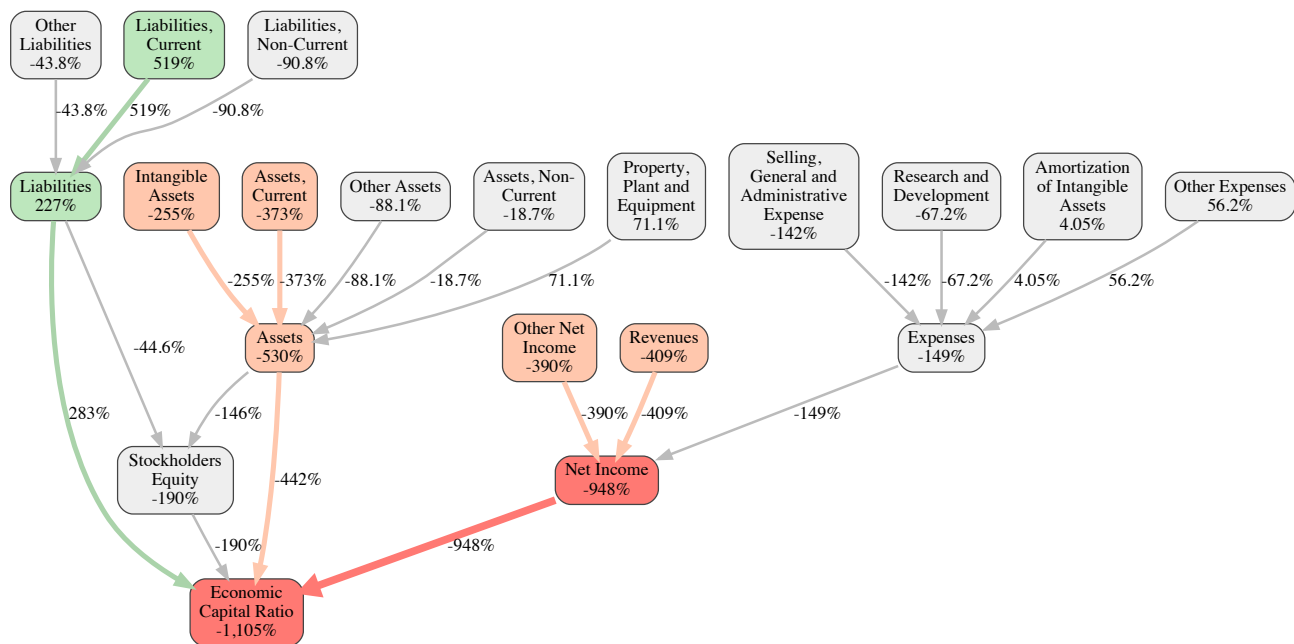 Other
Liabilities
-43.8%
Liabilities,
Current
519%
Liabilities,
Non-Current
-90.8%
-43.8%
519%
-90.8%
Liabilities
227%
Intangible
Assets
-255%
Assets,
Current
-373%
Other Assets
-88.1%
Assets, Non-
Current
-18.7%
Property,
Plant and
Equipment
71.1%
Selling,
General and
Administrative
Expense
-142%
Research and
Development
-67.2%
Amortization
of Intangible
Assets
4.05%
Other Expenses
56.2%
-255%
-373%
-88.1%
-18.7%
71.1%
-142%
-67.2%
4.05%
56.2%
-44.6%
Assets
-530%
Other Net
Income
-390%
Revenues
-409%
Expenses
-149%
283%
-146%
-390%
-409%
-149%
Stockholders
Equity
-190%
-442%
Net Income
-948%
-190%
-948%
Economic
Capital Ratio
-1,105%